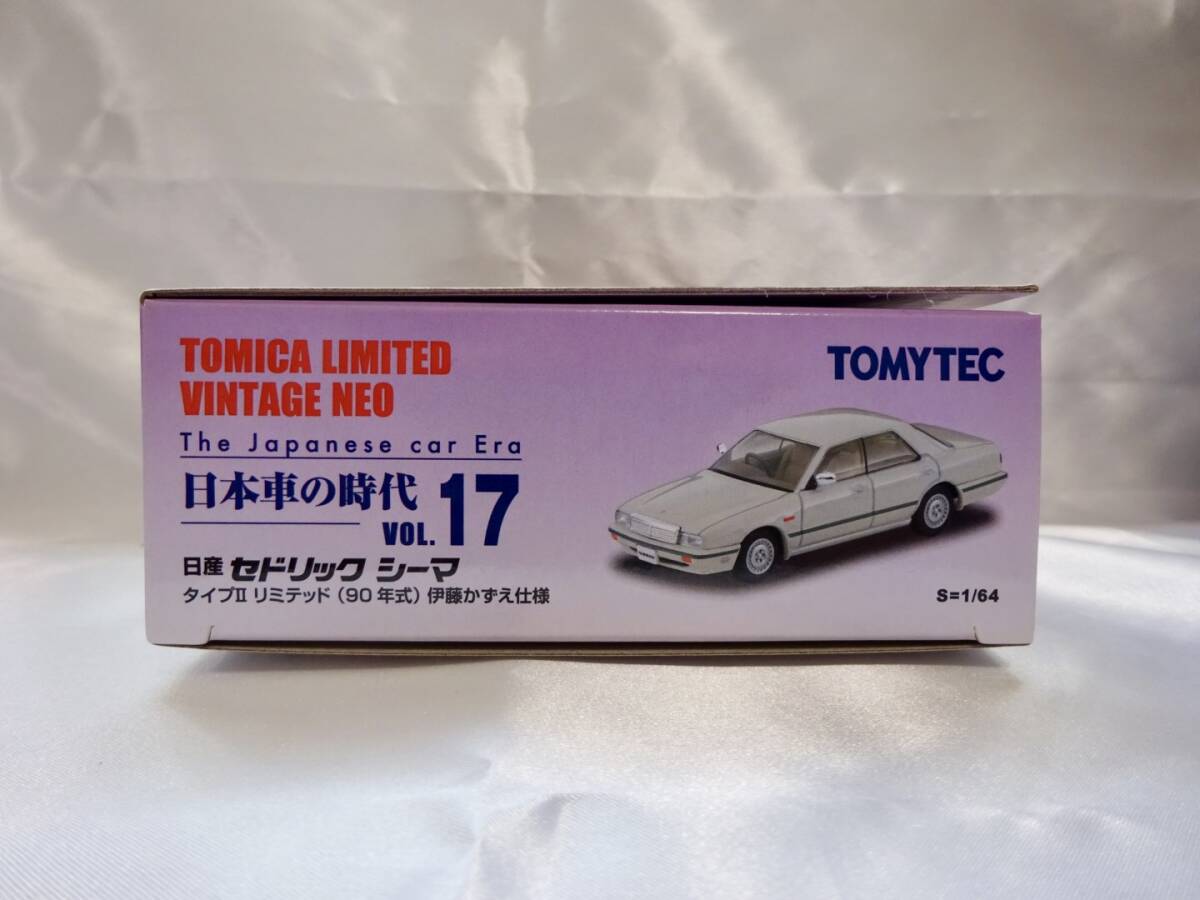 TOMICA LIMITED
VINTAGE NEO
The Japanese car Era
日本車の時代
VOL. 17
日産 セドリック シーマ
タイプII リミテッド（90年式）伊藤かずえ仕様
TOMYTEC
S=1/64